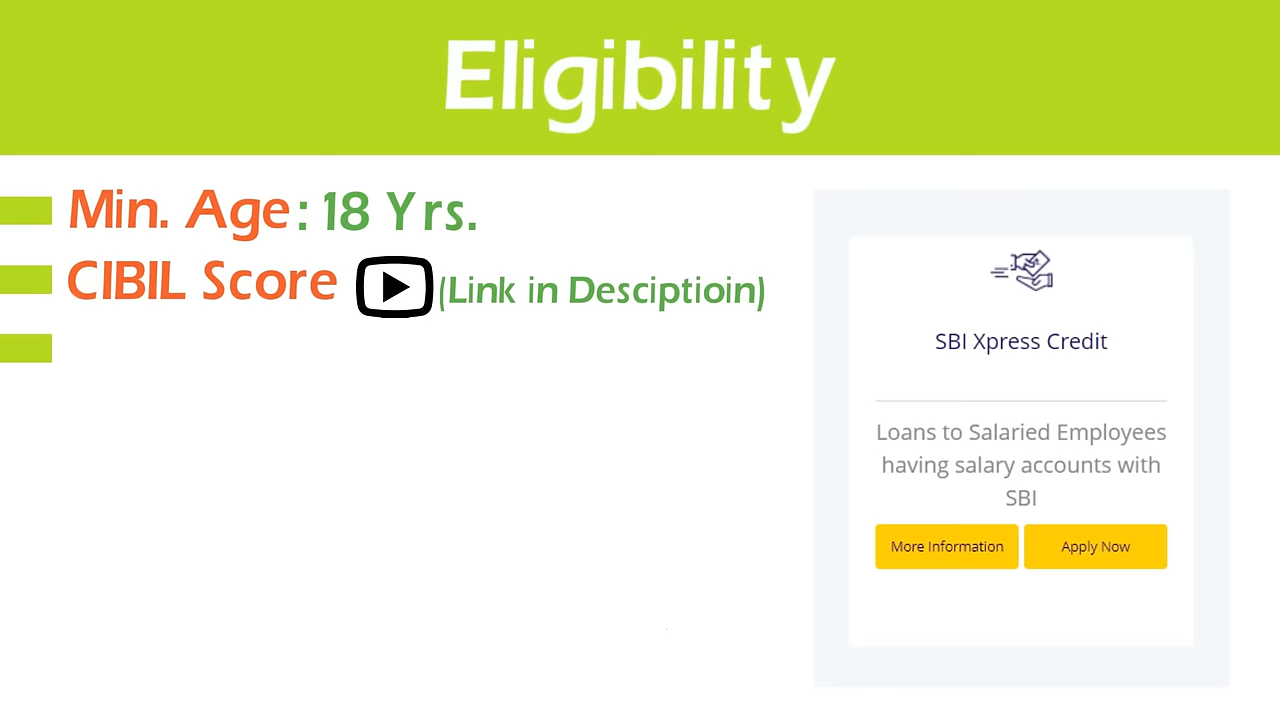 Eligibility
Min. Age : 18 Yrs.
CIBIL Score (Link in Desciptioin)
SBI Xpress Credit
Loans to Salaried Employees
having salary accounts with
SBI
More Information Apply Now